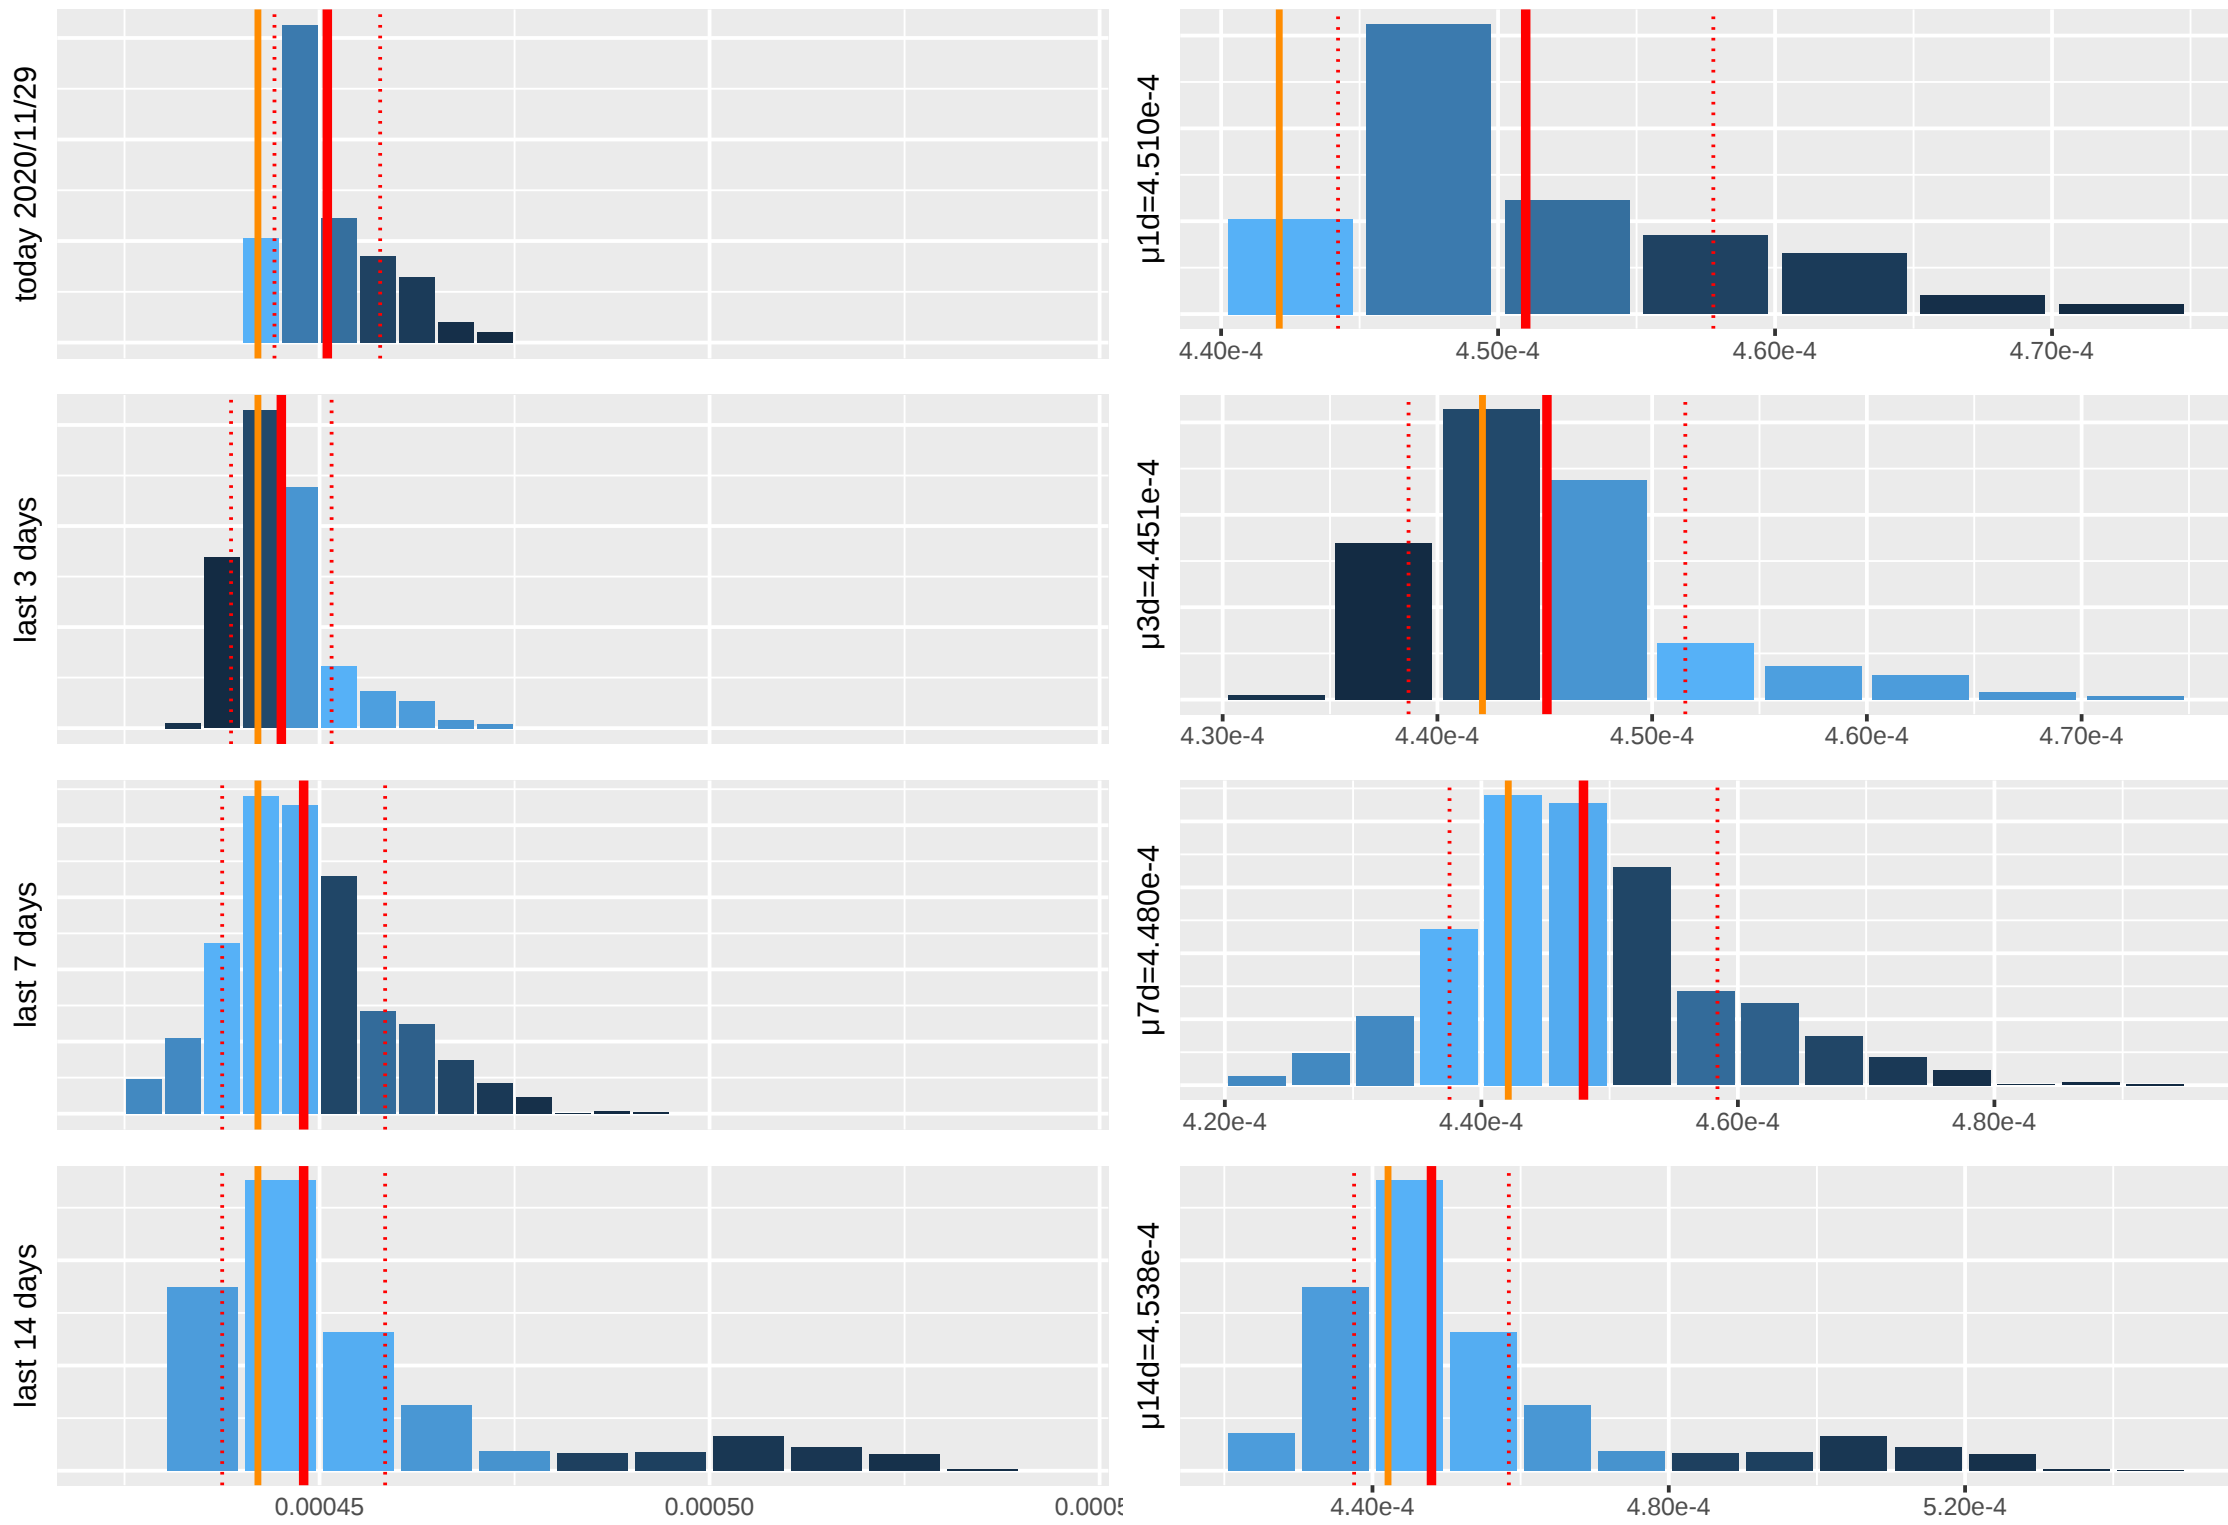 today 2020/11/29
µ1d=4.510e-4
4.40e-4 4.50e-4 4.60e-4 4.70e-4
last 3 days
µ3d=4.451e-4
4.30e-4 4.40e-4 4.50e-4 4.60e-4 4.70e-4
last 7 days
µ7d=4.480e-4
4.20e-4 4.40e-4 4.60e-4 4.80e-4
last 14 days
µ14d=4.538e-4
0.00045 0.00050 0.0005
4.40e-4 4.80e-4 5.20e-4